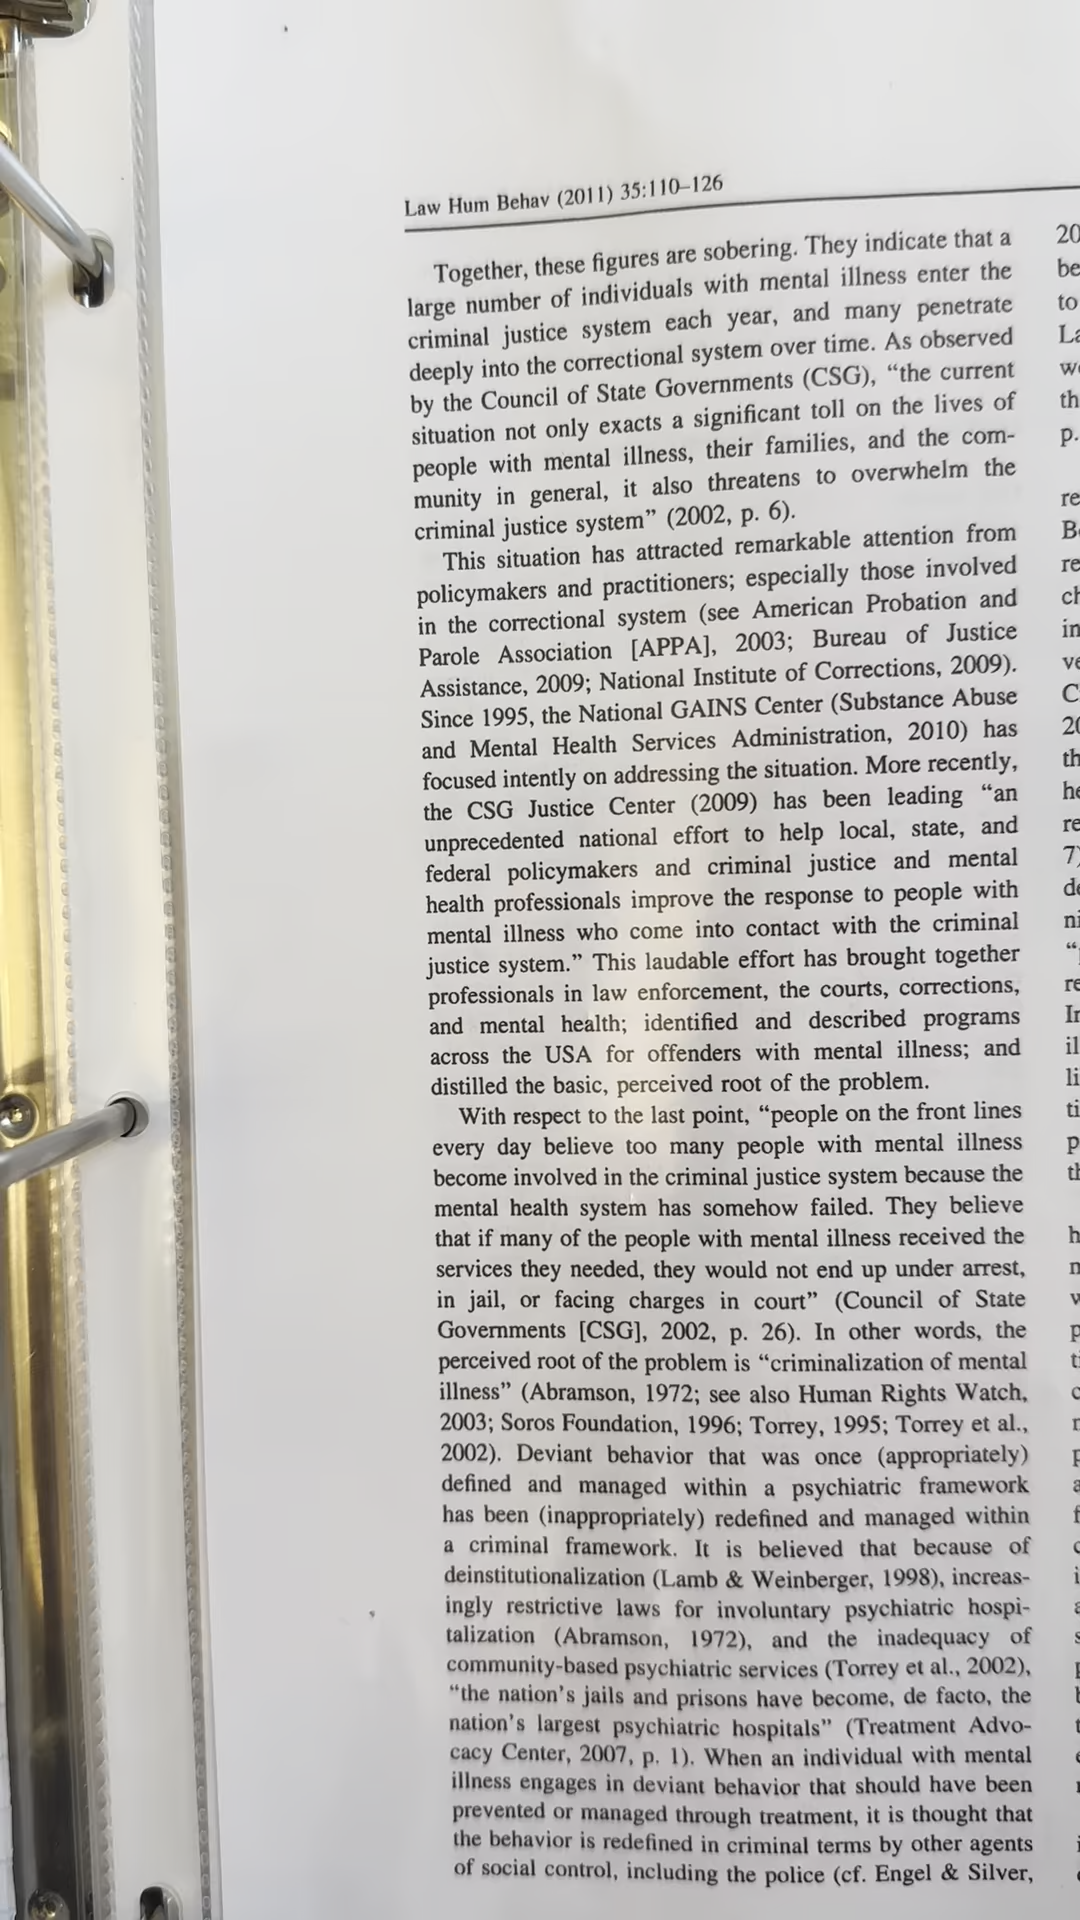 Law Hum Behav (2011) 35:110–126
Together, these figures are sobering. They indicate that a
large number of individuals with mental illness enter the
criminal justice system each year, and many penetrate
deeply into the correctional system over time. As observed
by the Council of State Governments (CSG), “the current
situation not only exacts a significant toll on the lives of
people with mental illness, their families, and the com-
munity in general, it also threatens to overwhelm the
criminal justice system” (2002, p. 6).
This situation has attracted remarkable attention from
policymakers and practitioners; especially those involved
in the correctional system (see American Probation and
Parole Association [APPA], 2003; Bureau of Justice
Assistance, 2009; National Institute of Corrections, 2009).
Since 1995, the National GAINS Center (Substance Abuse
and Mental Health Services Administration, 2010) has
focused intently on addressing the situation. More recently,
the CSG Justice Center (2009) has been leading “an
unprecedented national effort to help local, state, and
federal policymakers and criminal justice and mental
health professionals improve the response to people with
mental illness who come into contact with the criminal
justice system.” This laudable effort has brought together
professionals in law enforcement, the courts, corrections,
and mental health; identified and described programs
across the USA for offenders with mental illness; and
distilled the basic, perceived root of the problem.
With respect to the last point, “people on the front lines
every day believe too many people with mental illness
become involved in the criminal justice system because the
mental health system has somehow failed. They believe
that if many of the people with mental illness received the
services they needed, they would not end up under arrest,
in jail, or facing charges in court” (Council of State
Governments [CSG], 2002, p. 26). In other words, the
perceived root of the problem is “criminalization of mental
illness” (Abramson, 1972; see also Human Rights Watch,
2003; Soros Foundation, 1996; Torrey, 1995; Torrey et al.,
2002). Deviant behavior that was once (appropriately)
defined and managed within a psychiatric framework
has been (inappropriately) redefined and managed within
a criminal framework. It is believed that because of
deinstitutionalization (Lamb & Weinberger, 1998), increas-
ingly restrictive laws for involuntary psychiatric hospi-
talization (Abramson, 1972), and the inadequacy of
community-based psychiatric services (Torrey et al., 2002),
“the nation’s jails and prisons have become, de facto, the
nation’s largest psychiatric hospitals” (Treatment Advo-
cacy Center, 2007, p. 1). When an individual with mental
illness engages in deviant behavior that should have been
prevented or managed through treatment, it is thought that
the behavior is redefined in criminal terms by other agents
of social control, including the police (cf. Engel & Silver,